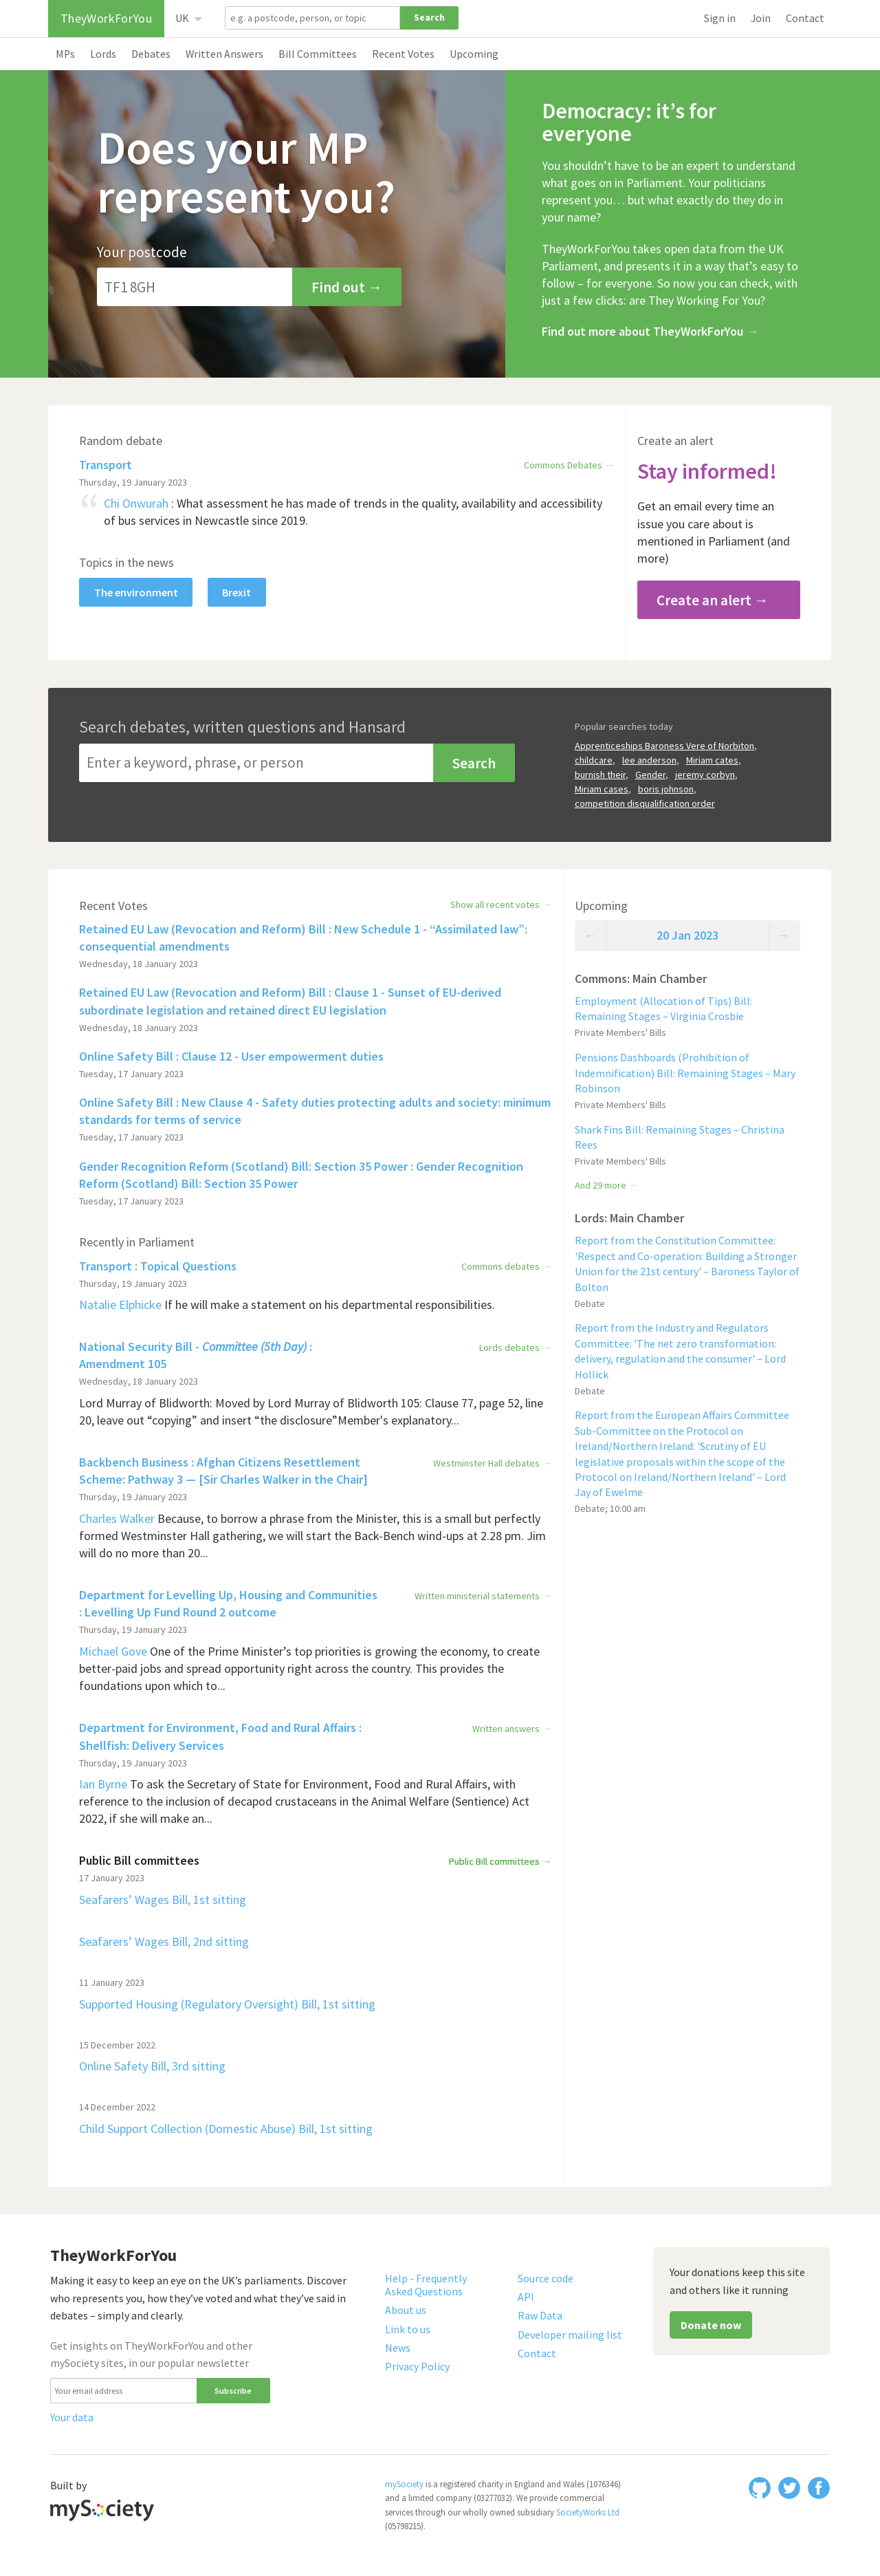 TheyWorkForYou
UK
e.g. a postcode, person, or topic
Search
Sign in
Join
Contact
MPs
Lords
Debates
Written Answers
Bill Committees
Recent Votes
Upcoming
Does your MP
represent you?
Your postcode
TF1 8GH
Find out →
Democracy: it’s for
everyone
You shouldn’t have to be an expert to understand
what goes on in Parliament. Your politicians
represent you… but what exactly do they do in
your name?
TheyWorkForYou takes open data from the UK
Parliament, and presents it in a way that’s easy to
follow – for everyone. So now you can check, with
just a few clicks: are They Working For You?
Find out more about TheyWorkForYou →
Random debate
Transport
Commons Debates →
Thursday, 19 January 2023
“ Chi Onwurah : What assessment he has made of trends in the quality, availability and accessibility
of bus services in Newcastle since 2019.
Topics in the news
The environment
Brexit
Create an alert
Stay informed!
Get an email every time an
issue you care about is
mentioned in Parliament (and
more)
Create an alert →
Search debates, written questions and Hansard
Enter a keyword, phrase, or person
Search
Popular searches today
Apprenticeships Baroness Vere of Norbiton,
childcare, lee anderson, Miriam cates,
burnish their, Gender, jeremy corbyn,
Miriam cases, boris johnson,
competition disqualification order
Recent Votes
Show all recent votes →
Retained EU Law (Revocation and Reform) Bill : New Schedule 1 - “Assimilated law”:
consequential amendments
Wednesday, 18 January 2023
Retained EU Law (Revocation and Reform) Bill : Clause 1 - Sunset of EU-derived
subordinate legislation and retained direct EU legislation
Wednesday, 18 January 2023
Online Safety Bill : Clause 12 - User empowerment duties
Tuesday, 17 January 2023
Online Safety Bill : New Clause 4 - Safety duties protecting adults and society: minimum
standards for terms of service
Tuesday, 17 January 2023
Gender Recognition Reform (Scotland) Bill: Section 35 Power : Gender Recognition
Reform (Scotland) Bill: Section 35 Power
Tuesday, 17 January 2023
Recently in Parliament
Transport : Topical Questions
Commons debates →
Thursday, 19 January 2023
Natalie Elphicke If he will make a statement on his departmental responsibilities.
National Security Bill - Committee (5th Day) :
Amendment 105
Lords debates →
Wednesday, 18 January 2023
Lord Murray of Blidworth: Moved by Lord Murray of Blidworth 105: Clause 77, page 52, line
20, leave out “copying” and insert “the disclosure”Member's explanatory...
Backbench Business : Afghan Citizens Resettlement
Scheme: Pathway 3 — [Sir Charles Walker in the Chair]
Westminster Hall debates →
Thursday, 19 January 2023
Charles Walker Because, to borrow a phrase from the Minister, this is a small but perfectly
formed Westminster Hall gathering, we will start the Back-Bench wind-ups at 2.28 pm. Jim
will do no more than 20...
Department for Levelling Up, Housing and Communities
: Levelling Up Fund Round 2 outcome
Written ministerial statements →
Thursday, 19 January 2023
Michael Gove One of the Prime Minister’s top priorities is growing the economy, to create
better-paid jobs and spread opportunity right across the country. This provides the
foundations upon which to...
Department for Environment, Food and Rural Affairs :
Shellfish: Delivery Services
Written answers →
Thursday, 19 January 2023
Ian Byrne To ask the Secretary of State for Environment, Food and Rural Affairs, with
reference to the inclusion of decapod crustaceans in the Animal Welfare (Sentience) Act
2022, if she will make an...
Public Bill committees
Public Bill committees →
17 January 2023
Seafarers’ Wages Bill, 1st sitting
Seafarers’ Wages Bill, 2nd sitting
11 January 2023
Supported Housing (Regulatory Oversight) Bill, 1st sitting
15 December 2022
Online Safety Bill, 3rd sitting
14 December 2022
Child Support Collection (Domestic Abuse) Bill, 1st sitting
Upcoming
← 20 Jan 2023 →
Commons: Main Chamber
Employment (Allocation of Tips) Bill:
Remaining Stages – Virginia Crosbie
Private Members' Bills
Pensions Dashboards (Prohibition of
Indemnification) Bill: Remaining Stages – Mary
Robinson
Private Members' Bills
Shark Fins Bill: Remaining Stages – Christina
Rees
Private Members' Bills
And 29 more →
Lords: Main Chamber
Report from the Constitution Committee:
'Respect and Co-operation: Building a Stronger
Union for the 21st century' – Baroness Taylor of
Bolton
Debate
Report from the Industry and Regulators
Committee: 'The net zero transformation:
delivery, regulation and the consumer' – Lord
Hollick
Debate
Report from the European Affairs Committee
Sub-Committee on the Protocol on
Ireland/Northern Ireland: 'Scrutiny of EU
legislative proposals within the scope of the
Protocol on Ireland/Northern Ireland' – Lord
Jay of Ewelme
Debate; 10:00 am
TheyWorkForYou
Making it easy to keep an eye on the UK’s parliaments. Discover
who represents you, how they’ve voted and what they’ve said in
debates – simply and clearly.
Get insights on TheyWorkForYou and other
mySociety sites, in our popular newsletter
Your email address
Subscribe
Your data
Help - Frequently
Asked Questions
About us
Link to us
News
Privacy Policy
Source code
API
Raw Data
Developer mailing list
Contact
Your donations keep this site
and others like it running
Donate now
Built by
mySociety
mySociety is a registered charity in England and Wales (1076346)
and a limited company (03277032). We provide commercial
services through our wholly owned subsidiary SocietyWorks Ltd
(05798215).